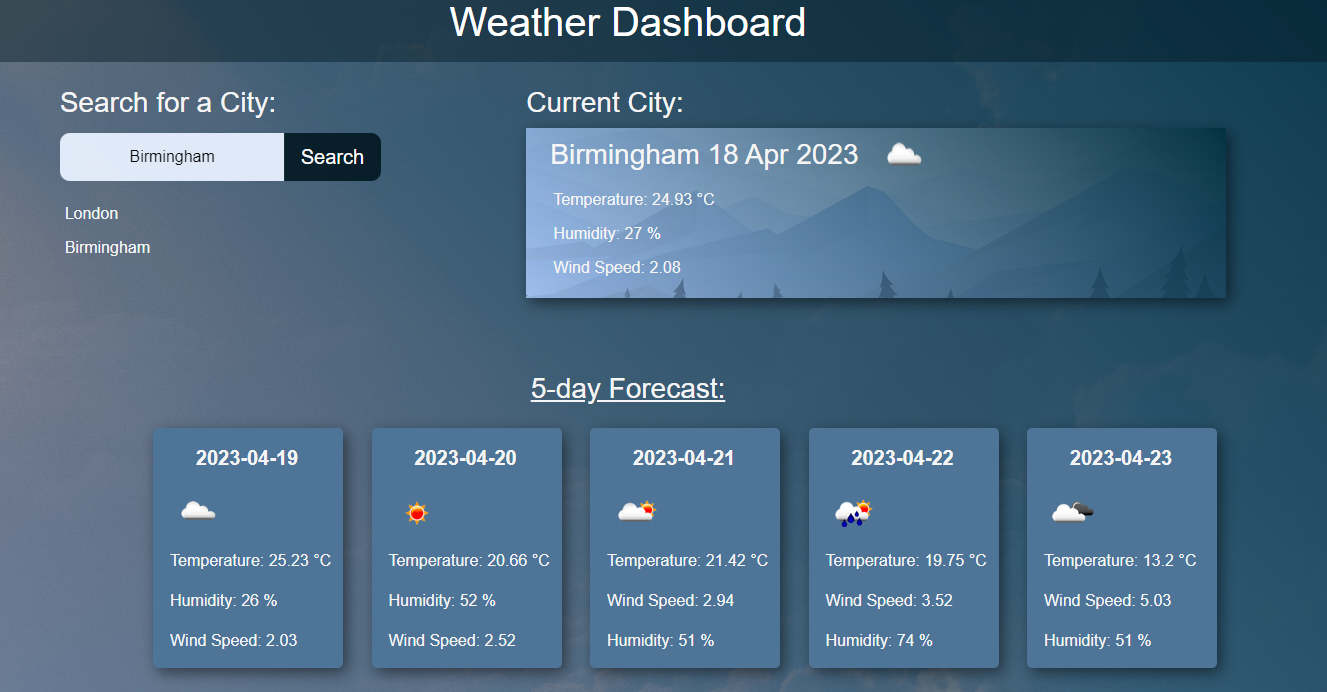 Weather Dashboard
Search for a City:
Birmingham
Search
London
Birmingham
Current City:
Birmingham 18 Apr 2023
Temperature: 24.93 °C
Humidity: 27 %
Wind Speed: 2.08
5-day Forecast:
2023-04-19
Temperature: 25.23 °C
Humidity: 26 %
Wind Speed: 2.03
2023-04-20
Temperature: 20.66 °C
Humidity: 52 %
Wind Speed: 2.52
2023-04-21
Temperature: 21.42 °C
Wind Speed: 2.94
Humidity: 51 %
2023-04-22
Temperature: 19.75 °C
Wind Speed: 3.52
Humidity: 74 %
2023-04-23
Temperature: 13.2 °C
Wind Speed: 5.03
Humidity: 51 %